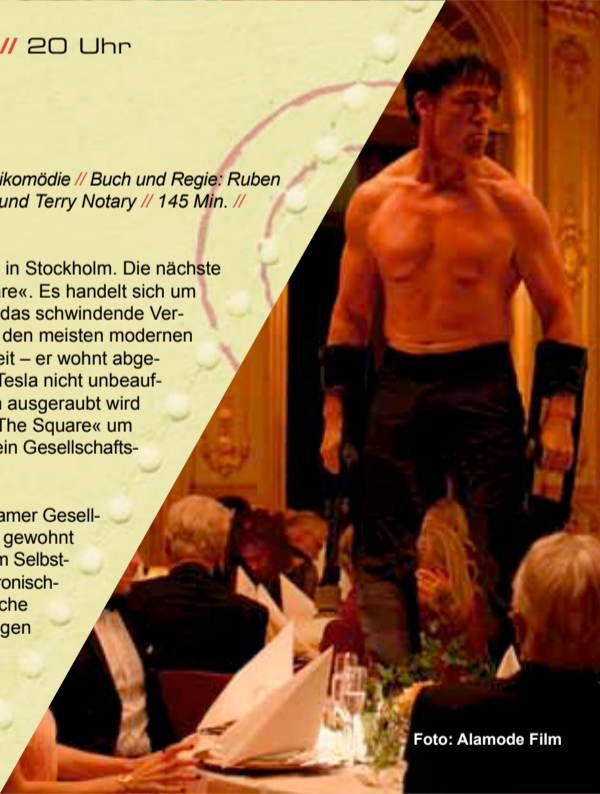 // 20 Uhr
ikomödie // Buch und Regie: Ruben
und Terry Notary // 145 Min. //
in Stockholm. Die nächste
are«. Es handelt sich um
das schwindende Ver-
den meisten modernen
eit – er wohnt abge-
Tesla nicht unbeauf-
n ausgeraubt wird
The Square« um
ein Gesellschafts-
amer Gesell-
gewohnt
m Selbst-
ronisch-
che
gen
Foto: Alamode Film